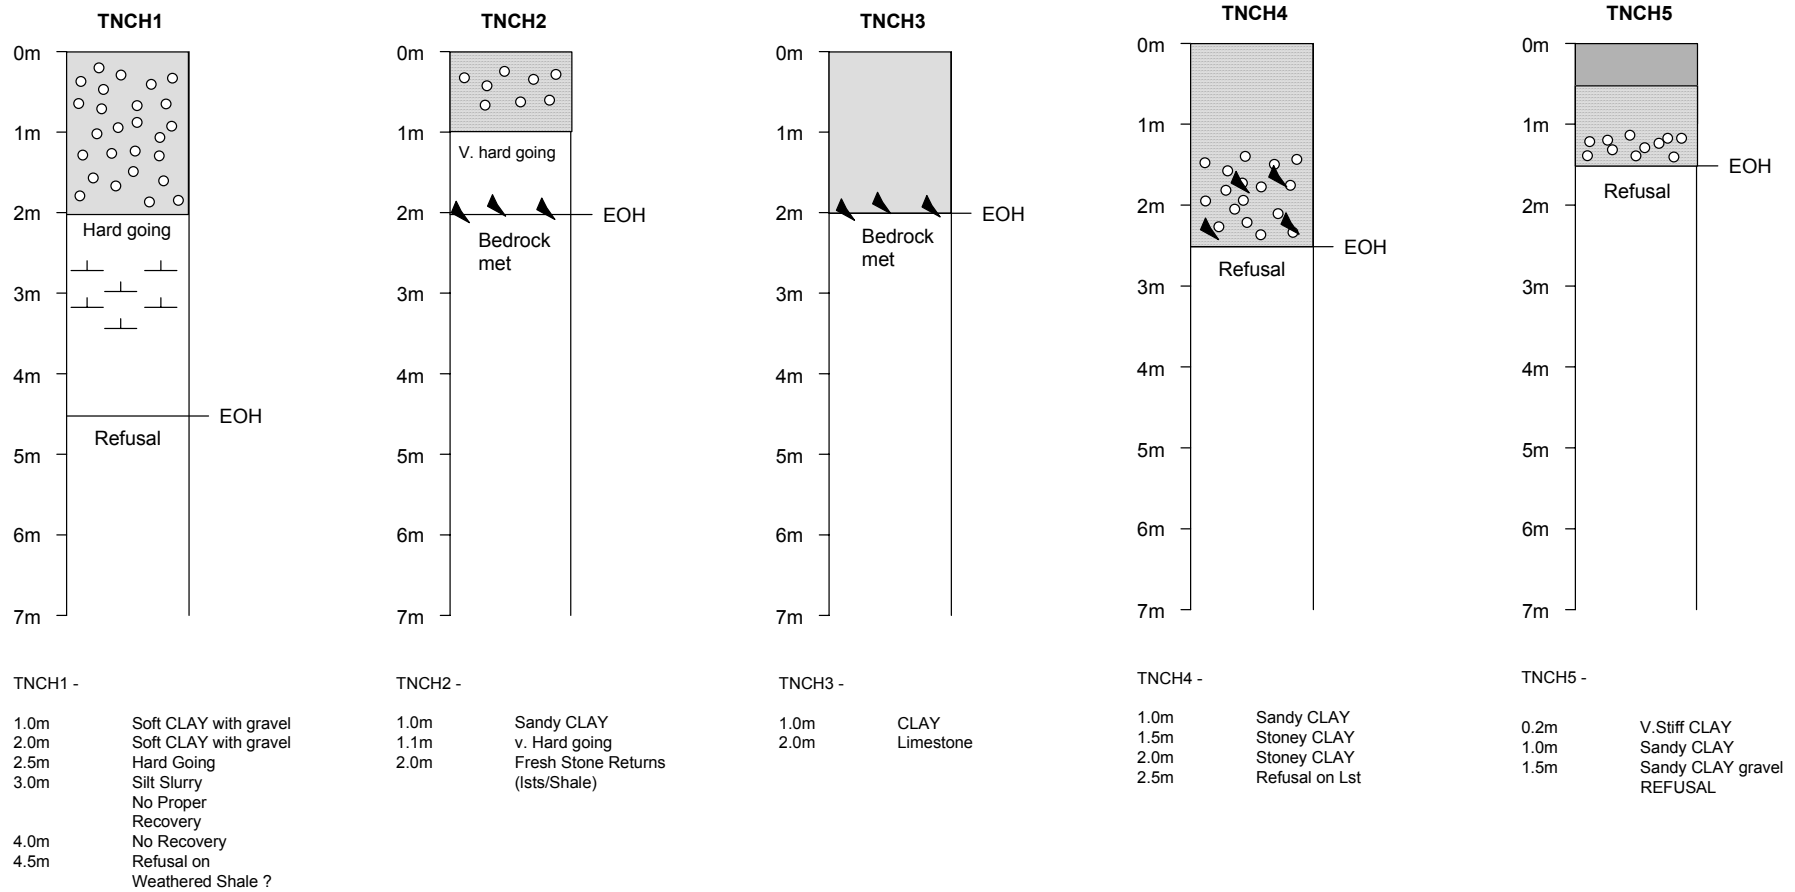 TNCH1
0m
1m
2m
Hard going
3m
4m
EOH
Refusal
5m
6m
7m
TNCH2
0m
1m
V. hard going
2m
EOH
Bedrock
met
3m
4m
5m
6m
7m
TNCH3
0m
1m
2m
EOH
Bedrock
met
3m
4m
5m
6m
7m
TNCH4
0m
1m
2m
EOH
Refusal
3m
4m
5m
6m
7m
TNCH5
0m
1m
EOH
Refusal
2m
3m
4m
5m
6m
7m
TNCH1 -
1.0m Soft CLAY with gravel
2.0m Soft CLAY with gravel
2.5m Hard Going
3.0m Silt Slurry
No Proper
Recovery
4.0m No Recovery
4.5m Refusal on
Weathered Shale ?
TNCH2 -
1.0m Sandy CLAY
1.1m v. Hard going
2.0m Fresh Stone Returns
(lsts/Shale)
TNCH3 -
1.0m CLAY
2.0m Limestone
TNCH4 -
1.0m Sandy CLAY
1.5m Stoney CLAY
2.0m Stoney CLAY
2.5m Refusal on Lst
TNCH5 -
0.2m V.Stiff CLAY
1.0m Sandy CLAY
1.5m Sandy CLAY gravel
REFUSAL